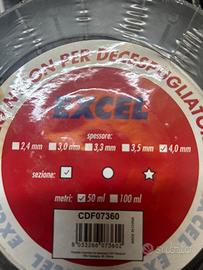 NYLON PER DECESPUGLIATORE
EXCEL
spessore:
2,4 mm 3,0 mm 3,3 mm 3,5 mm 4,0 mm
sezione:
metri: 50 ml 100 ml
CDF07360